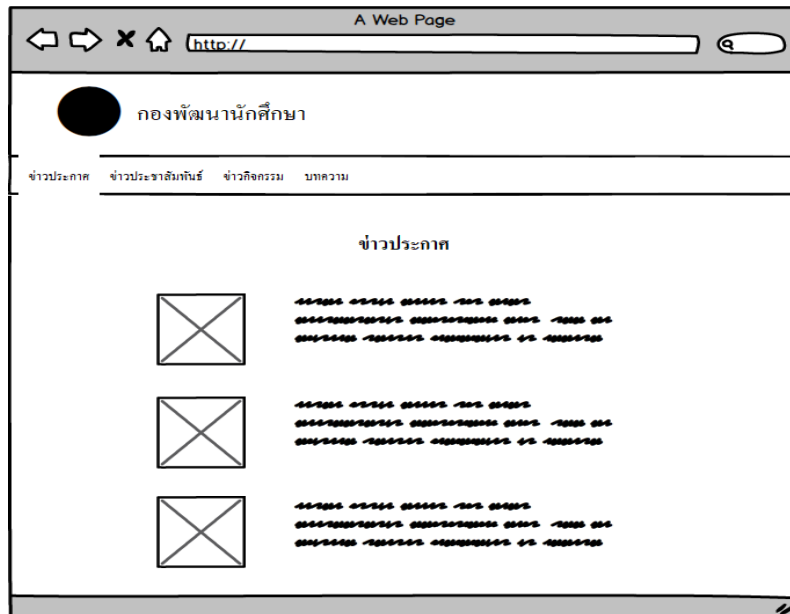 A Web Page
http://
กองพัฒนานักศึกษา
ข่าวประกาศ ข่าวประชาสัมพันธ์ ข่าวกิจกรรม บทความ
ข่าวประกาศ